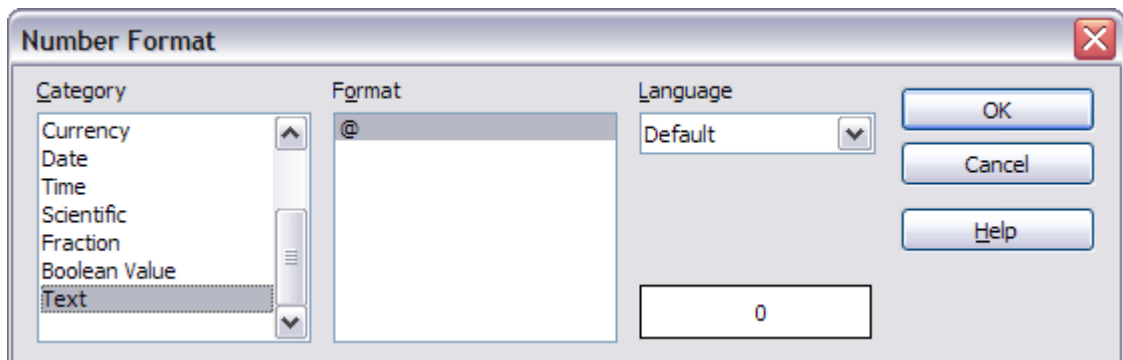 Number Format
Category
Format
Language
Currency
Date
Time
Scientific
Fraction
Boolean Value
Text
@
Default
0
OK
Cancel
Help